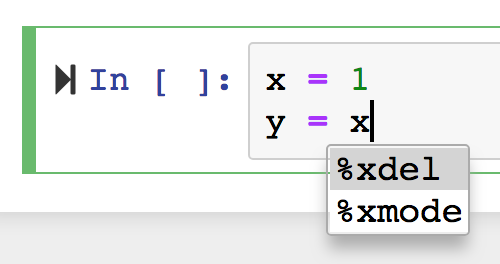 In [ ]: x = 1
y = x
%xdel
%xmode